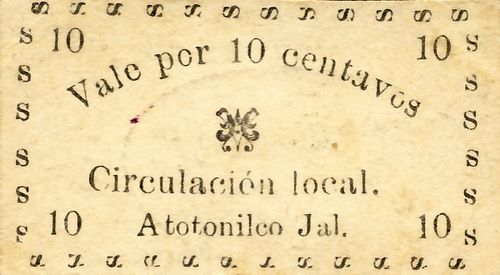 10 10
Vale por 10 centavos
Circulación local.
10 Atotonilco Jal. 10